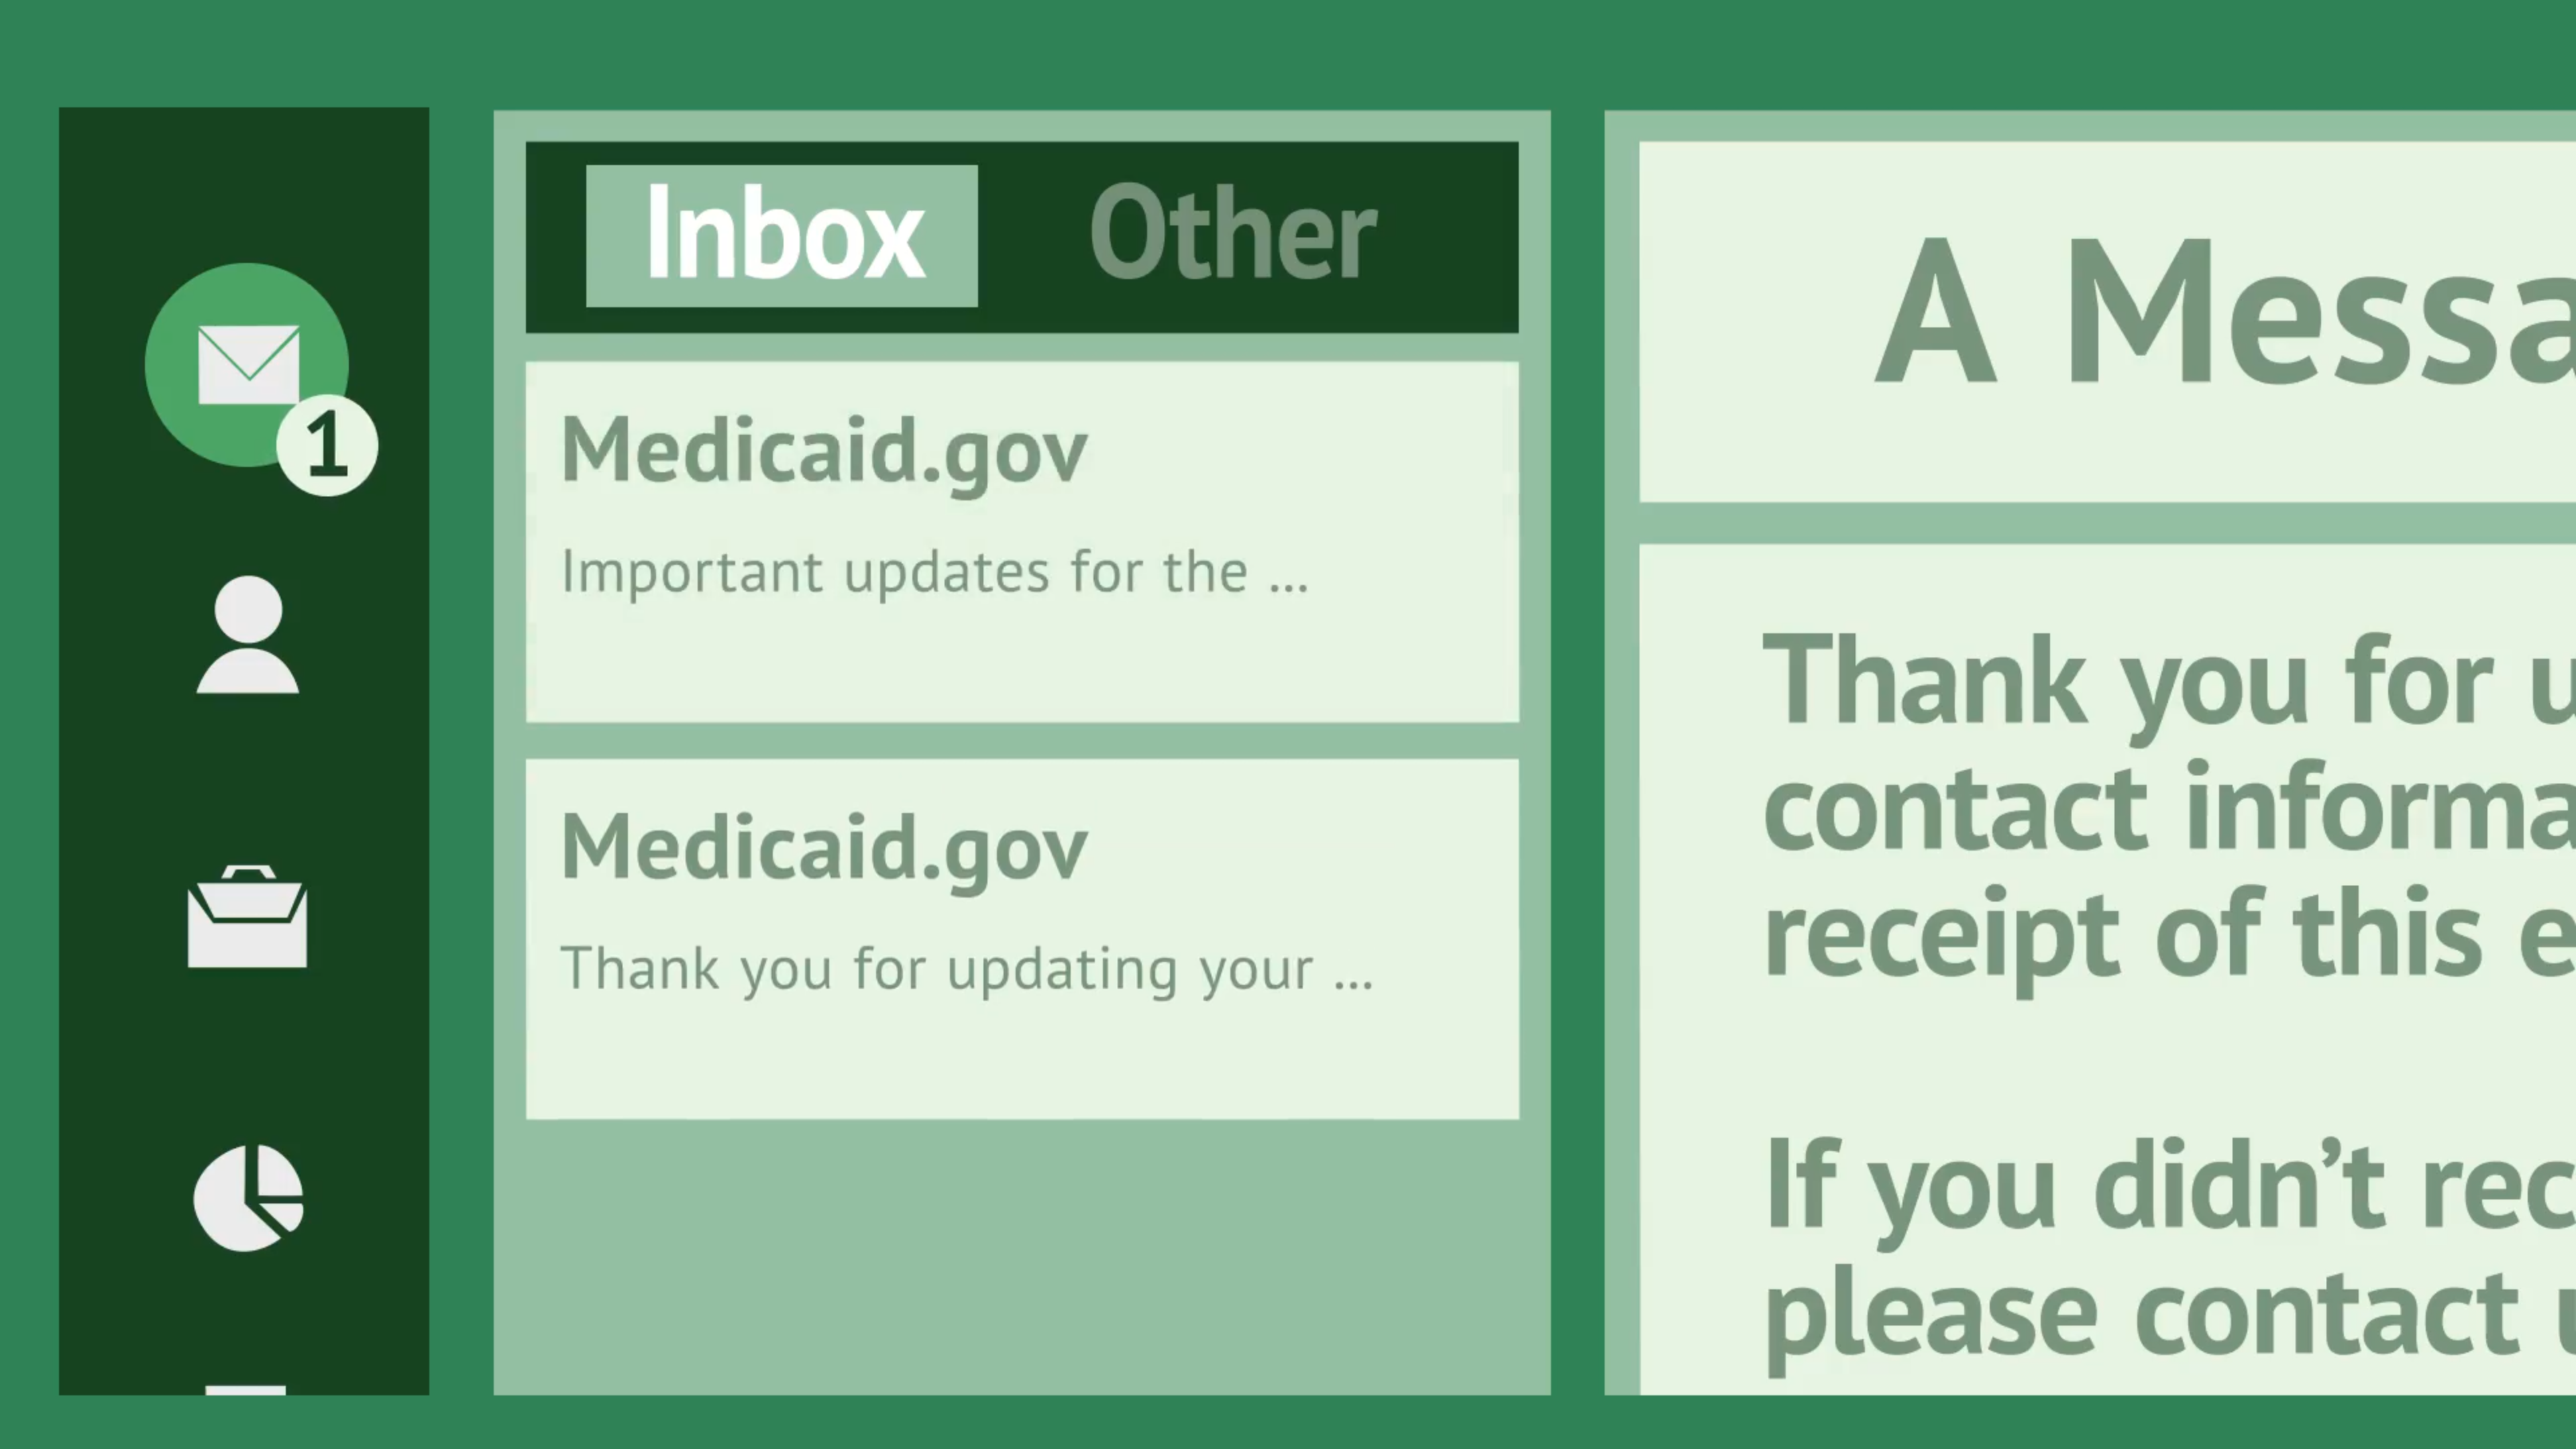 1
Inbox
Other
Medicaid.gov
Important updates for the ...
Medicaid.gov
Thank you for updating your ...
A Messa
Thank you for u
contact informa
receipt of this e
If you didn’t rec
please contact u